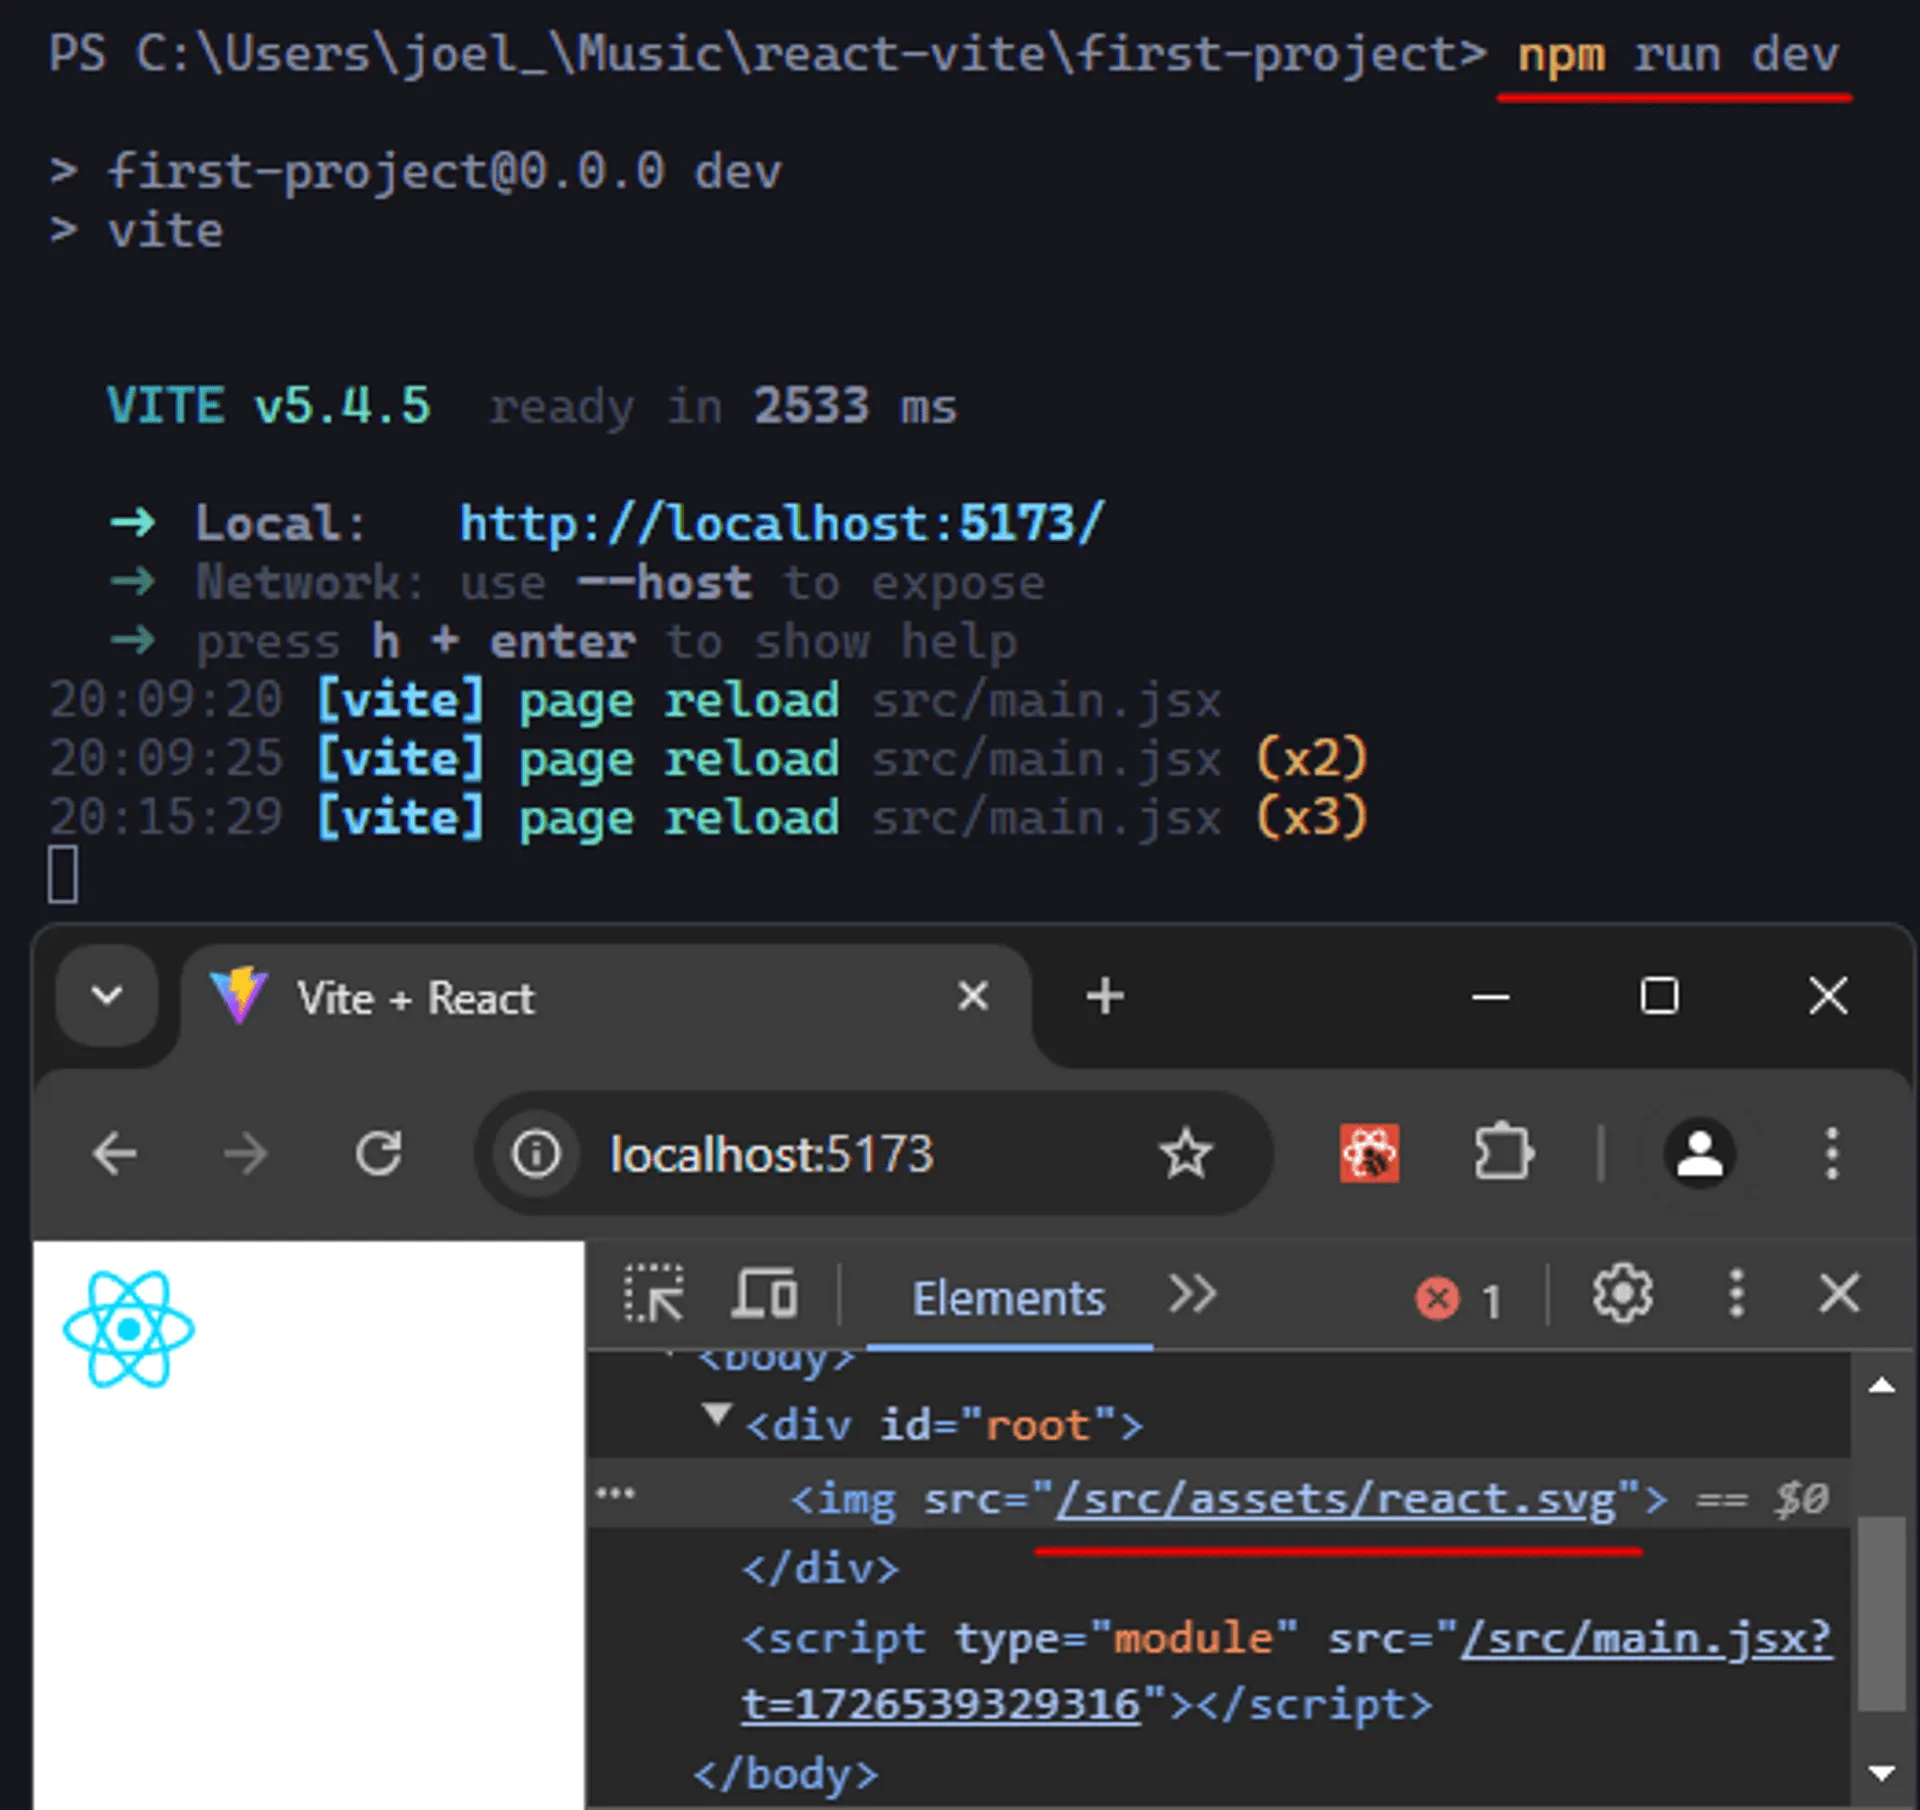 PS C:\Users\joel_\Music\react-vite\first-project> npm run dev
> first-project@0.0.0 dev
> vite
VITE v5.4.5 ready in 2533 ms
➜ Local: http://localhost:5173/
➜ Network: use --host to expose
➜ press h + enter to show help
20:09:20 [vite] page reload src/main.jsx
20:09:25 [vite] page reload src/main.jsx (x2)
20:15:29 [vite] page reload src/main.jsx (x3)
Vite + React
localhost:5173
Elements 1
<body>
<div id="root">
<img src="/src/assets/react.svg"> == $0
</div>
<script type="module" src="/src/main.jsx?
t=1726539329316"></script>
</body>